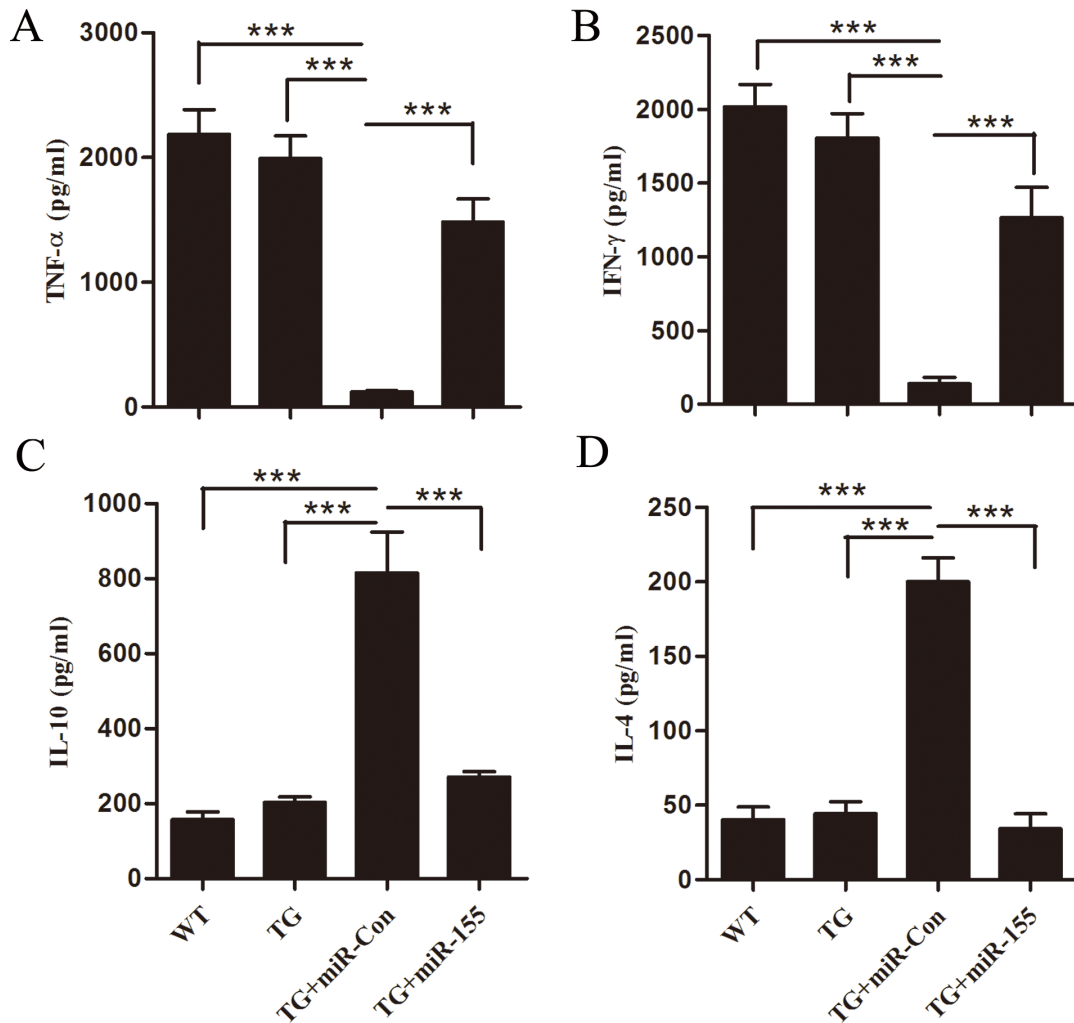 A
TNF-α (pg/ml)
3000
2000
1000
0
***
***
***
B
IFN-γ (pg/ml)
2500
2000
1500
1000
500
0
***
***
***
C
IL-10 (pg/ml)
1000
800
600
400
200
0
***
***
***
WT
TG
TG+miR-Con
TG+miR-155
D
IL-4 (pg/ml)
250
200
150
100
50
0
***
***
***
WT
TG
TG+miR-Con
TG+miR-155